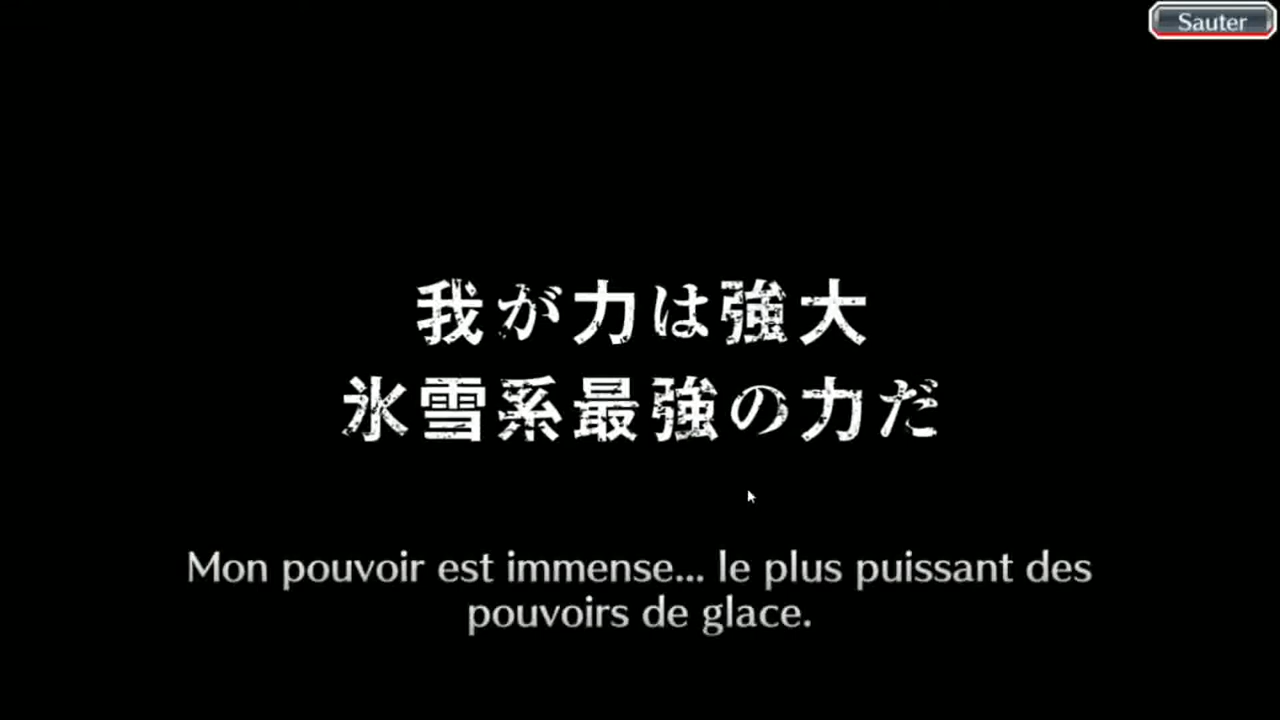 Sauter
我が力は強大
氷雪系最強の力だ
Mon pouvoir est immense... le plus puissant des
pouvoirs de glace.